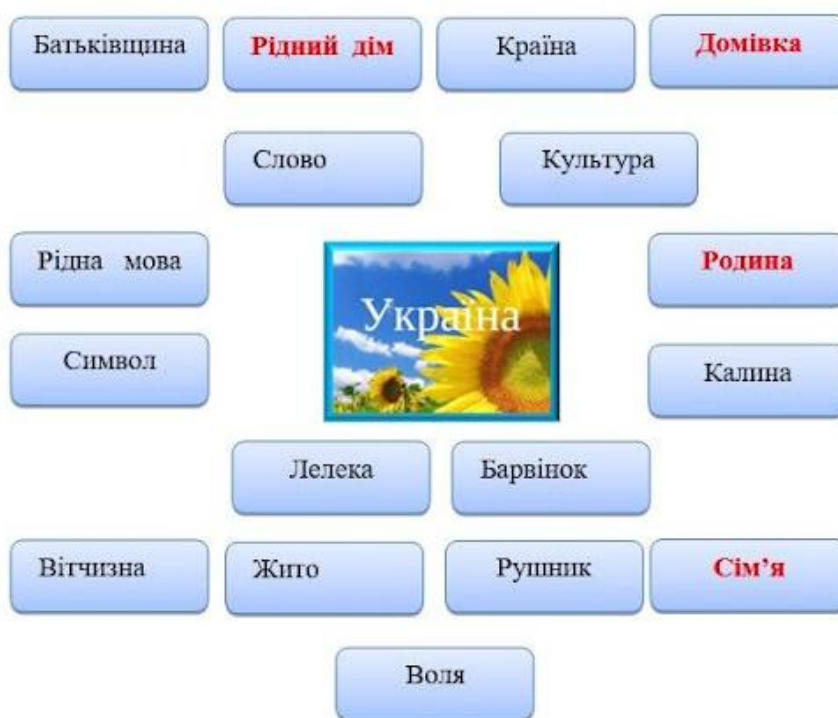 Батьківщина
Рідний дім
Країна
Домівка
Слово
Культура
Рідна мова
Родина
Україна
Символ
Калина
Лелека
Барвінок
Вітчизна
Жито
Рушник
Сім’я
Воля